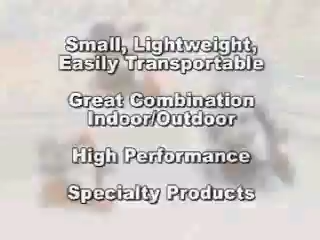 Small, Lightweight,
Easily Transportable
Great Combination
Indoor/Outdoor
High Performance
Specialty Products